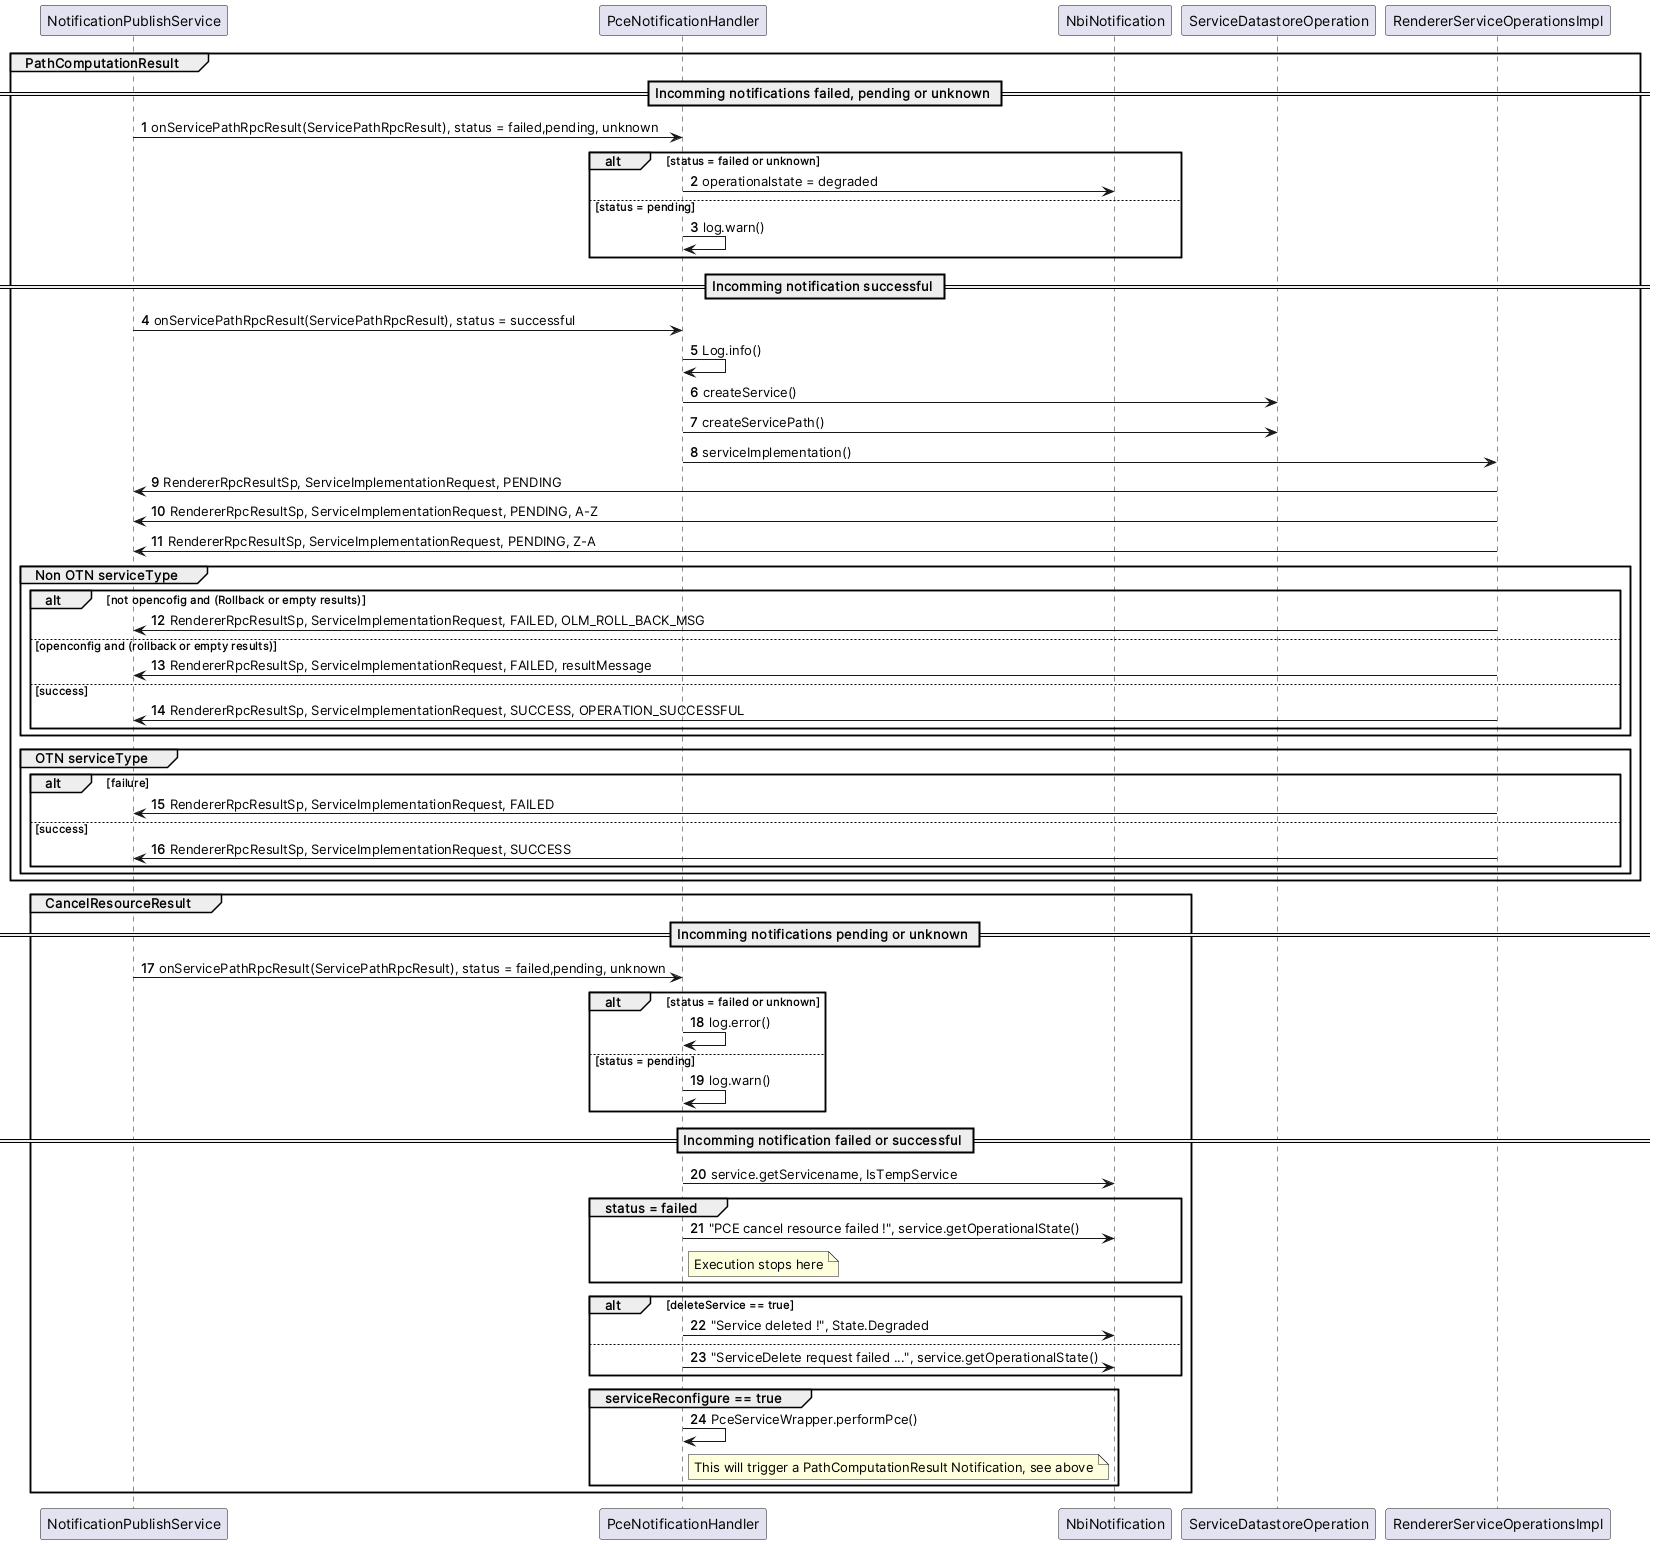 NotificationPublishService
PceNotificationHandler
NbiNotification
ServiceDatastoreOperation
RendererServiceOperationsImpl
PathComputationResult
Incomming notifications failed, pending or unknown
1 onServicePathRpcResult(ServicePathRpcResult), status = failed,pending, unknown
alt [status = failed or unknown]
2 operationalstate = degraded
[status = pending]
3 log.warn()
Incomming notification successful
4 onServicePathRpcResult(ServicePathRpcResult), status = successful
5 Log.info()
6 createService()
7 createServicePath()
8 serviceImplementation()
9 RendererRpcResultSp, ServiceImplementationRequest, PENDING
10 RendererRpcResultSp, ServiceImplementationRequest, PENDING, A-Z
11 RendererRpcResultSp, ServiceImplementationRequest, PENDING, Z-A
Non OTN serviceType
alt [not opencofig and (Rollback or empty results)]
12 RendererRpcResultSp, ServiceImplementationRequest, FAILED, OLM_ROLL_BACK_MSG
[openconfig and (rollback or empty results)]
13 RendererRpcResultSp, ServiceImplementationRequest, FAILED, resultMessage
[success]
14 RendererRpcResultSp, ServiceImplementationRequest, SUCCESS, OPERATION_SUCCESSFUL
OTN serviceType
alt [failure]
15 RendererRpcResultSp, ServiceImplementationRequest, FAILED
[success]
16 RendererRpcResultSp, ServiceImplementationRequest, SUCCESS
CancelResourceResult
Incomming notifications pending or unknown
17 onServicePathRpcResult(ServicePathRpcResult), status = failed,pending, unknown
alt [status = failed or unknown]
18 log.error()
[status = pending]
19 log.warn()
Incomming notification failed or successful
20 service.getServicename, IsTempService
status = failed
21 "PCE cancel resource failed !", service.getOperationalState()
Execution stops here
alt [deleteService == true]
22 "Service deleted !", State.Degraded
23 "ServiceDelete request failed ...", service.getOperationalState()
serviceReconfigure == true
24 PceServiceWrapper.performPce()
This will trigger a PathComputationResult Notification, see above
NotificationPublishService
PceNotificationHandler
NbiNotification
ServiceDatastoreOperation
RendererServiceOperationsImpl